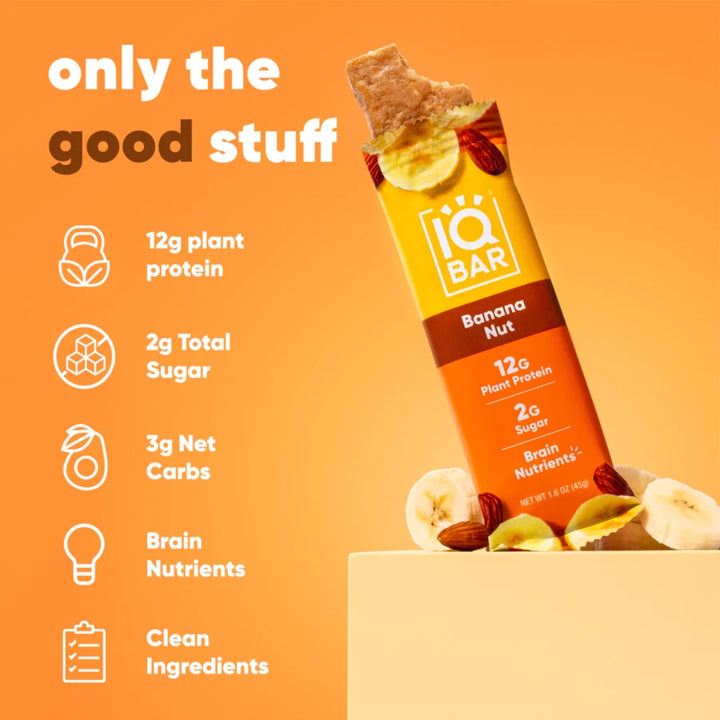 only the
good stuff
12g plant
protein
2g Total
Sugar
3g Net
Carbs
Brain
Nutrients
Clean
Ingredients
IQ
BAR
®
Banana
Nut
12G
Plant Protein
2G
Sugar
Brain
Nutrients
NET WT 1.6 OZ (45g)